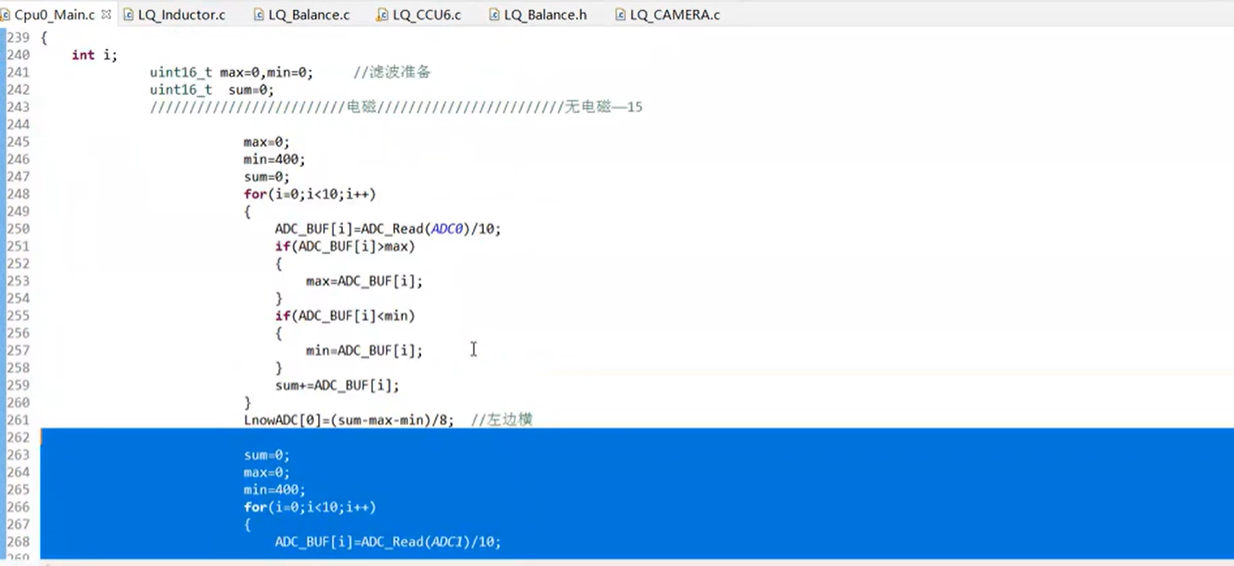 Cpu0_Main.c LQ_Inductor.c LQ_Balance.c LQ_CCU6.c LQ_Balance.h LQ_CAMERA.c
239 {
240 int i;
241 uint16_t max=0,min=0; //滤波准备
242 uint16_t sum=0;
243 /////////////////////////电磁////////////////////////无电磁——15
244
245 max=0;
246 min=400;
247 sum=0;
248 for(i=0;i<10;i++)
249 {
250 ADC_BUF[i]=ADC_Read(ADC0)/10;
251 if(ADC_BUF[i]>max)
252 {
253 max=ADC_BUF[i];
254 }
255 if(ADC_BUF[i]<min)
256 {
257 min=ADC_BUF[i];
258 }
259 sum+=ADC_BUF[i];
260 }
261 LnowADC[0]=(sum-max-min)/8; //左边横
262
263 sum=0;
264 max=0;
265 min=400;
266 for(i=0;i<10;i++)
267 {
268 ADC_BUF[i]=ADC_Read(ADC1)/10;